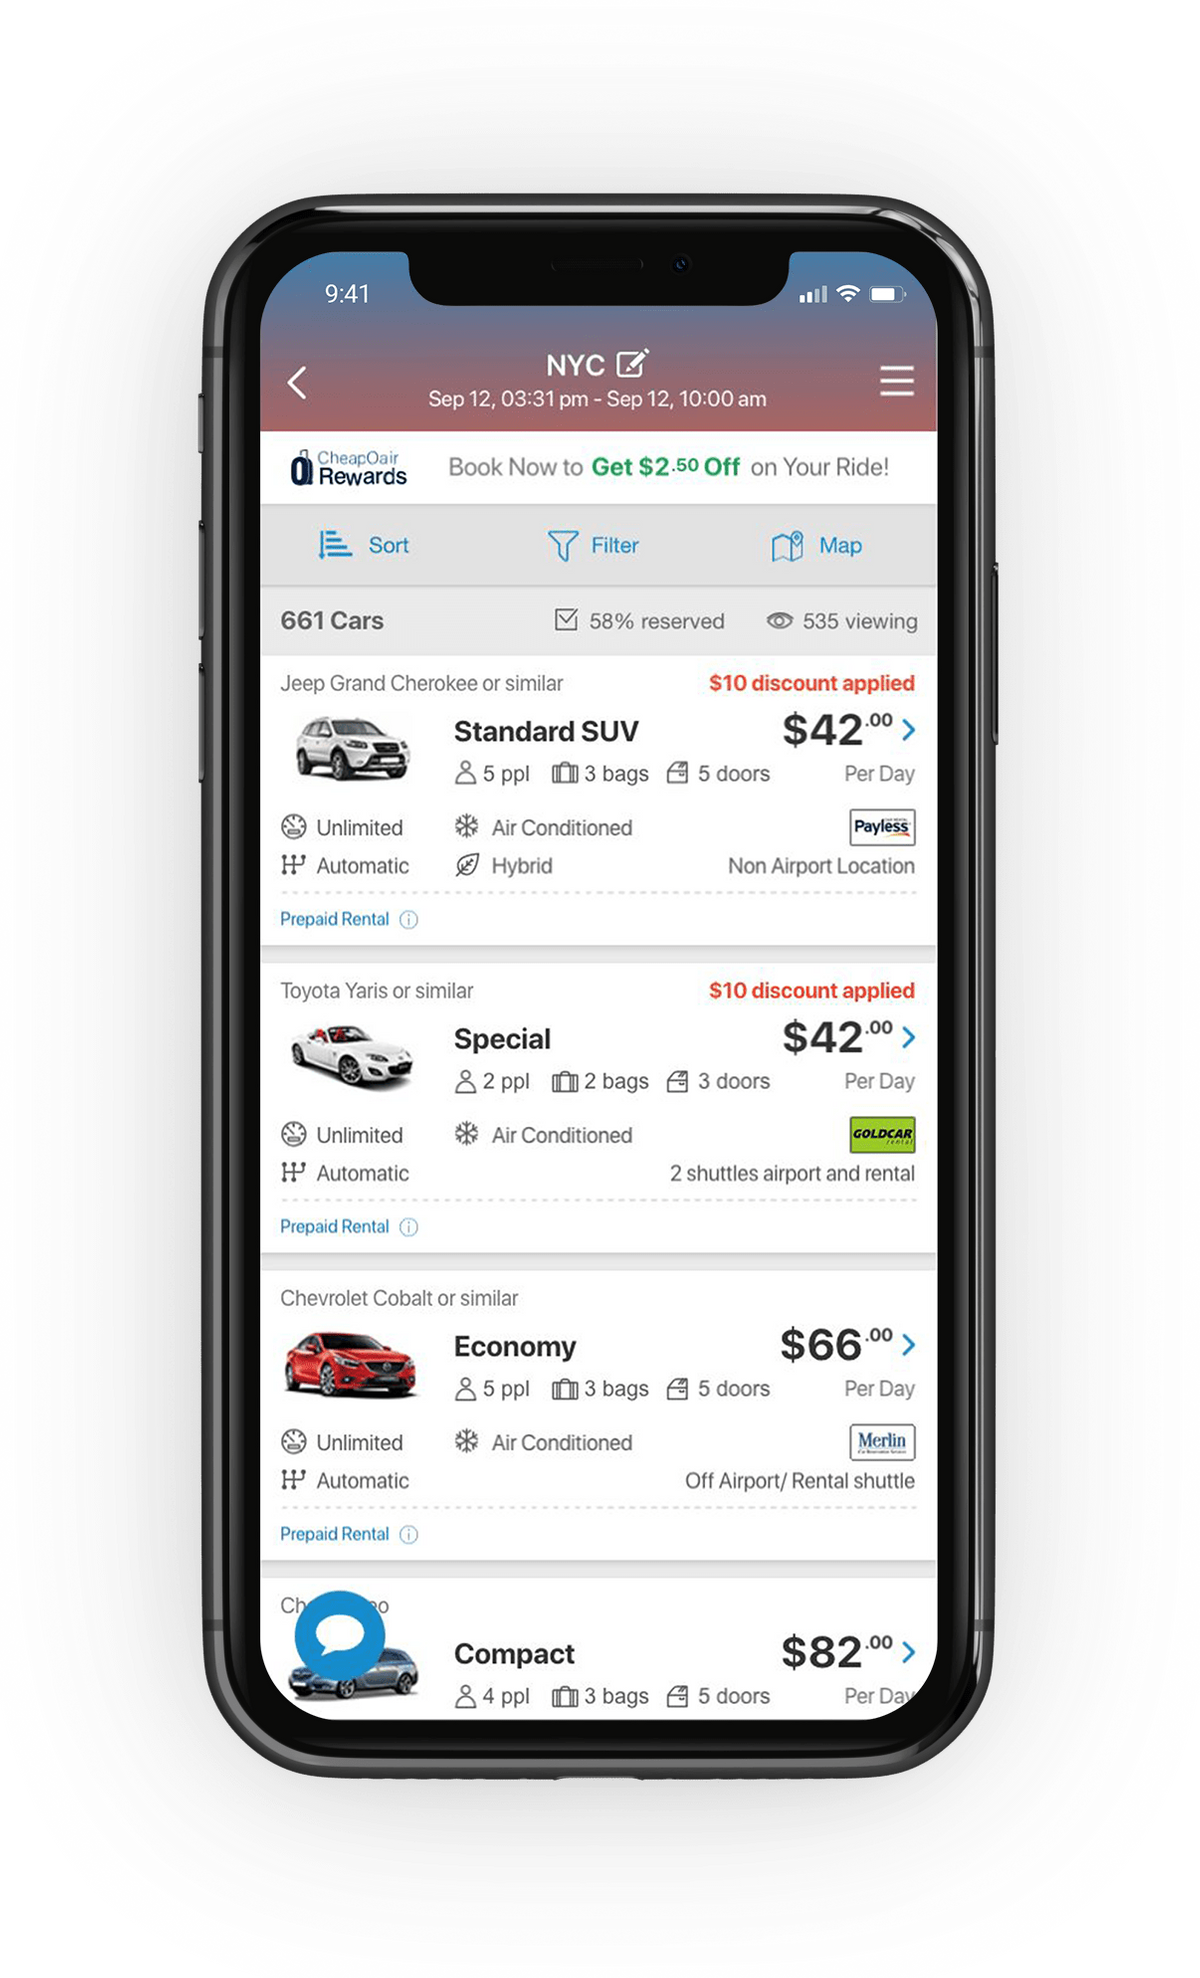 9:41
NYC
Sep 12, 03:31 pm - Sep 12, 10:00 am
CheapOair
Rewards
Book Now to Get $2.50 Off on Your Ride!
Sort Filter Map
661 Cars 58% reserved 535 viewing
Jeep Grand Cherokee or similar $10 discount applied
Standard SUV $42.00
5 ppl 3 bags 5 doors Per Day
Unlimited Air Conditioned Payless
Automatic Hybrid Non Airport Location
Prepaid Rental
Toyota Yaris or similar $10 discount applied
Special $42.00
2 ppl 2 bags 3 doors Per Day
Unlimited Air Conditioned GOLDCAR
rental
Automatic 2 shuttles airport and rental
Prepaid Rental
Chevrolet Cobalt or similar
Economy $66.00
5 ppl 3 bags 5 doors Per Day
Unlimited Air Conditioned Merlin
Automatic Off Airport/ Rental shuttle
Prepaid Rental
Compact $82.00
4 ppl 3 bags 5 doors Per Day